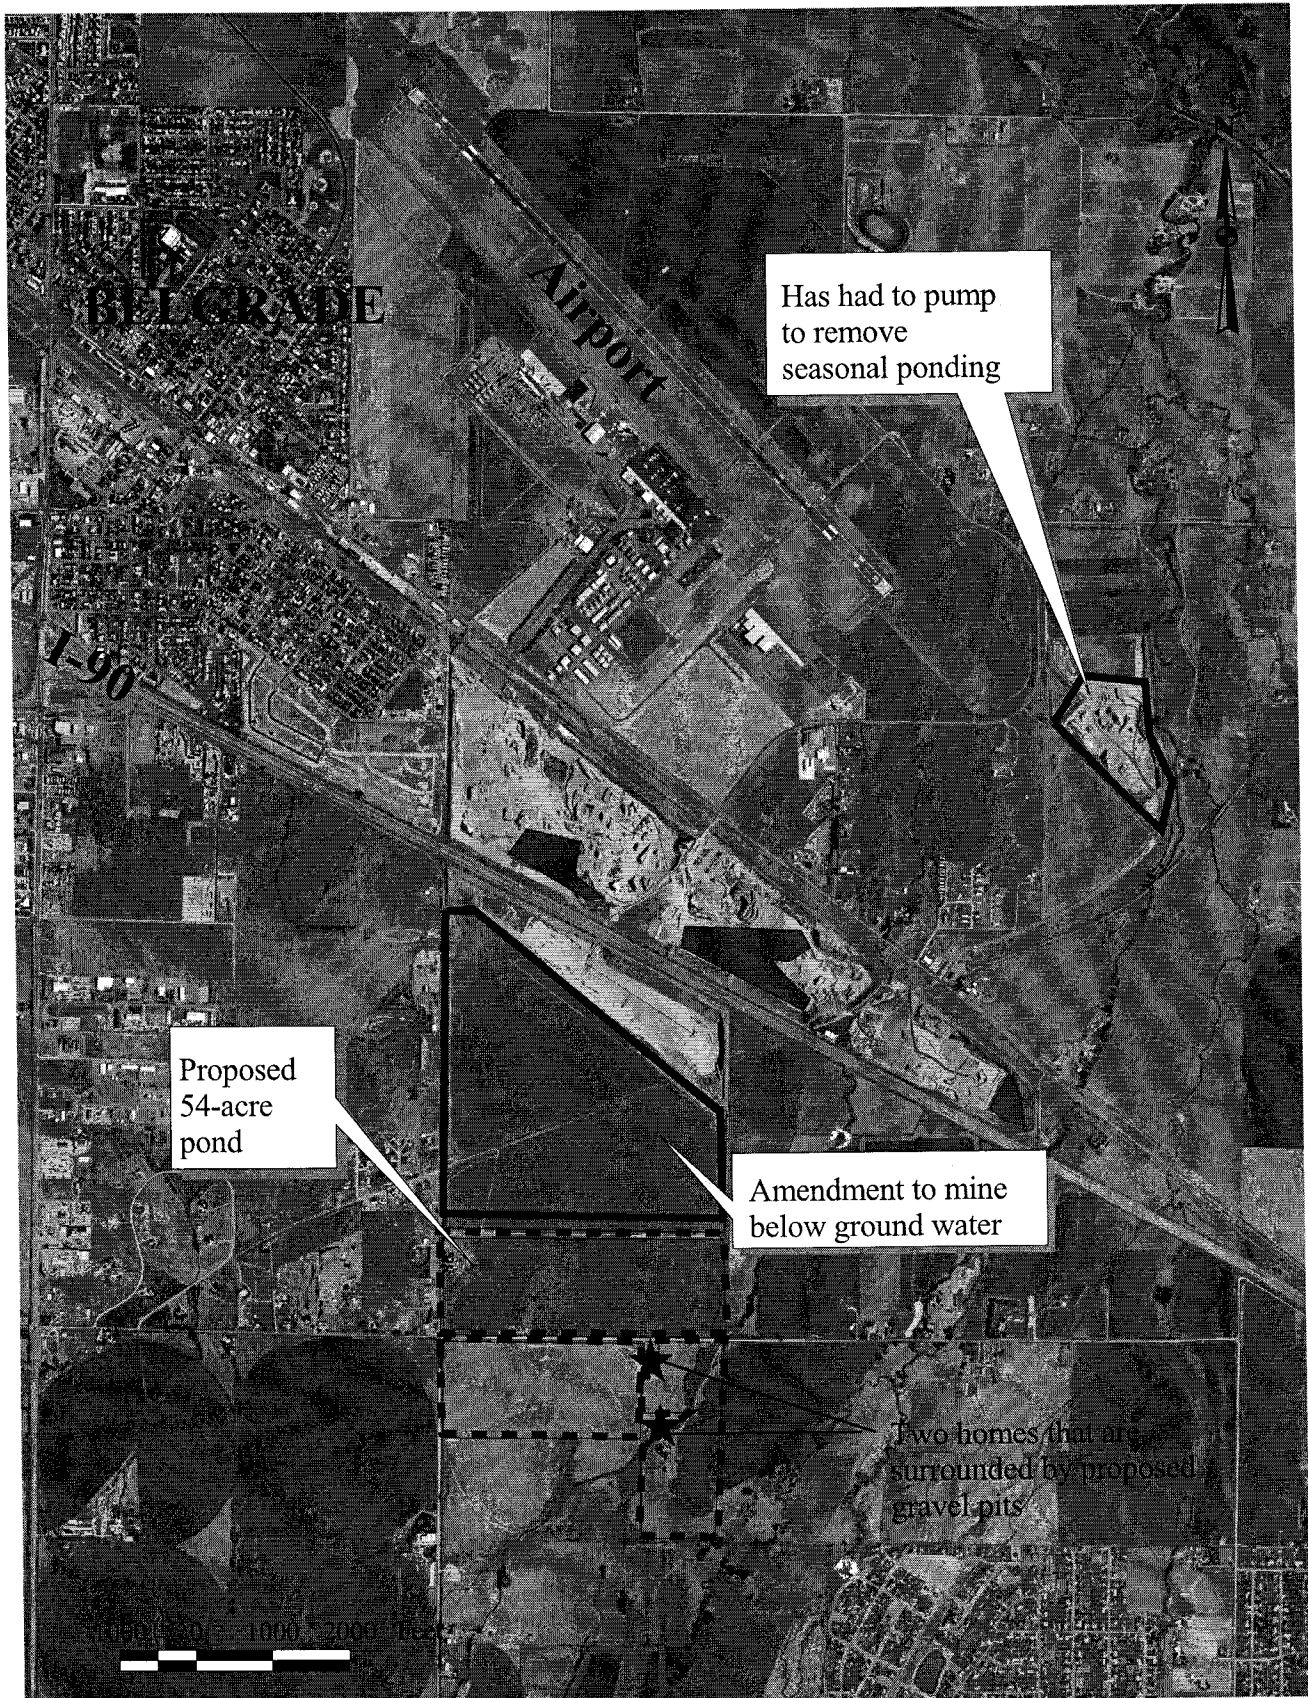 N
BELGRADE
Airport
Has had to pump
to remove
seasonal ponding
I-90
Proposed
54-acre
pond
Amendment to mine
below ground water
Two homes that are
surrounded by proposed
gravel pits
1000 2000 Feet